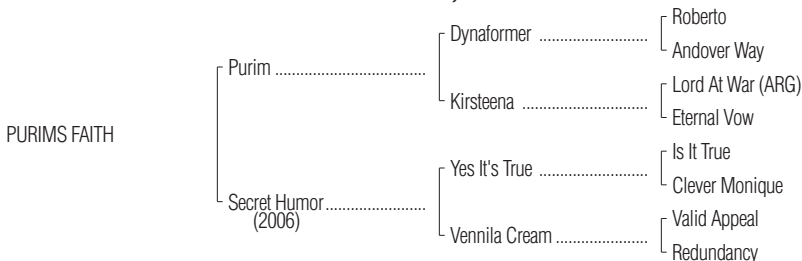 Roberto
Dynaformer ........................
Andover Way
Purim .................................
Lord At War (ARG)
Kirsteena ...........................
Eternal Vow
PURIMS FAITH
Is It True
Yes It's True ........................
Clever Monique
Secret Humor ......................
(2006)
Valid Appeal
Vennila Cream ....................
Redundancy